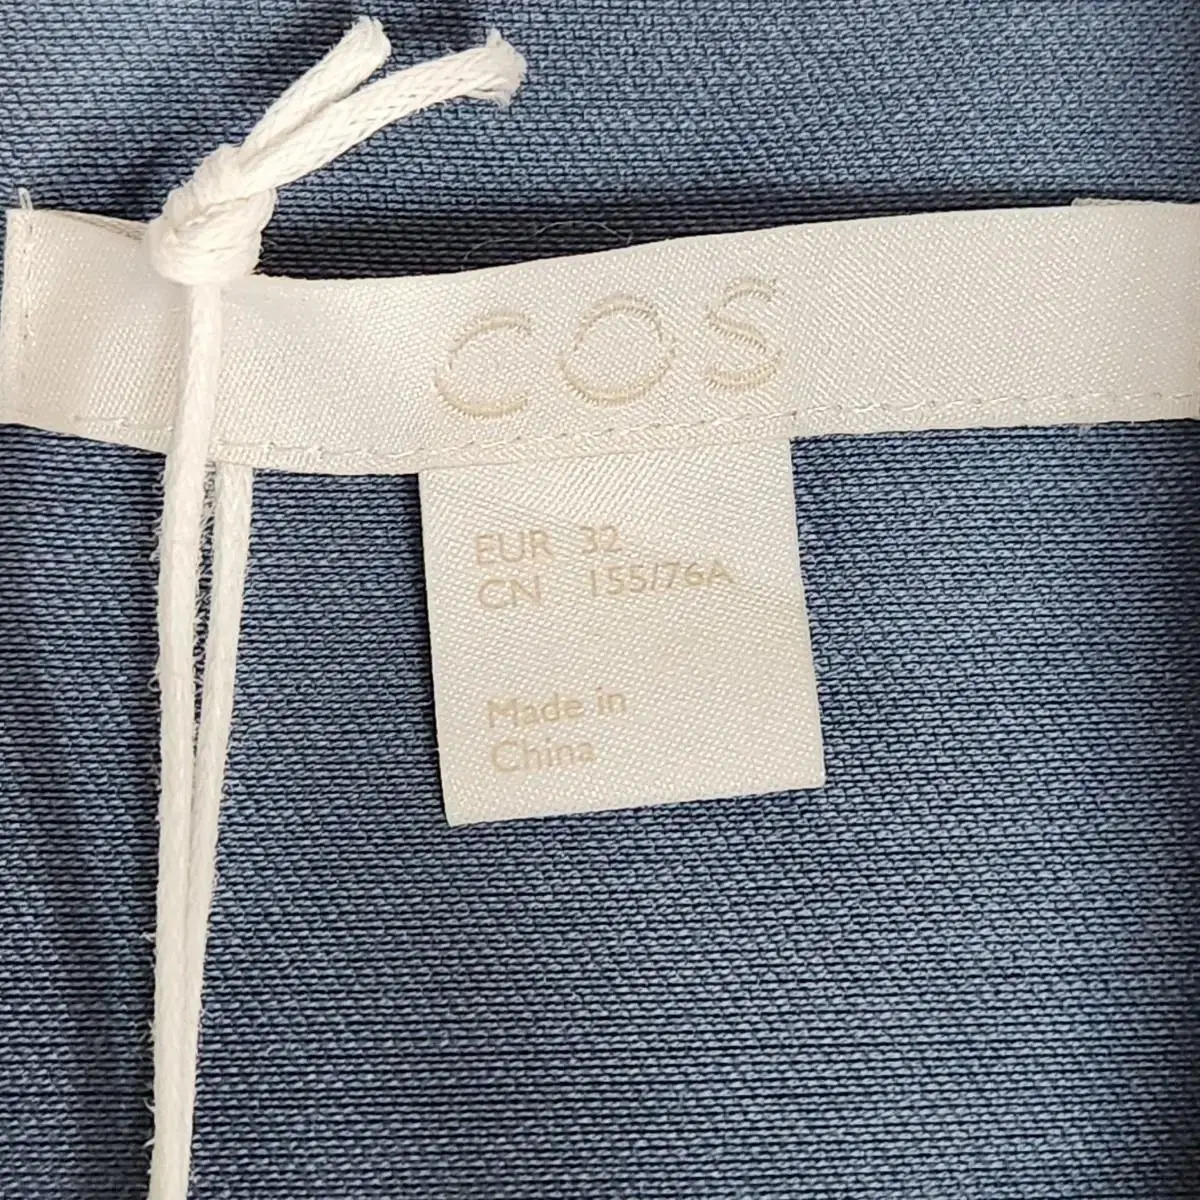 COS
EUR 32
CN 155/76A
Made in
China